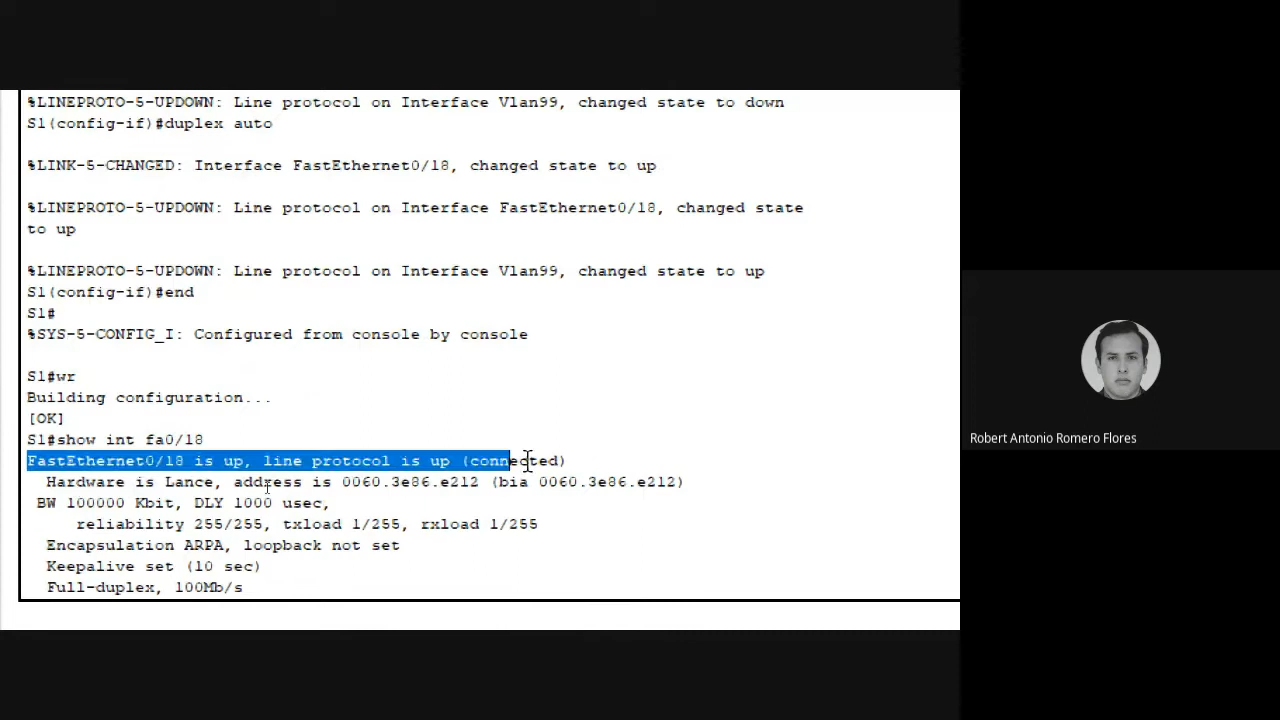 %LINEPROTO-5-UPDOWN: Line protocol on Interface Vlan99, changed state to down
S1(config-if)#duplex auto
%LINK-5-CHANGED: Interface FastEthernet0/18, changed state to up
%LINEPROTO-5-UPDOWN: Line protocol on Interface FastEthernet0/18, changed state
to up
%LINEPROTO-5-UPDOWN: Line protocol on Interface Vlan99, changed state to up
S1(config-if)#end
S1#
%SYS-5-CONFIG_I: Configured from console by console
S1#wr
Building configuration...
[OK]
S1#show int fa0/18
FastEthernet0/18 is up, line protocol is up (connected)
Hardware is Lance, address is 0060.3e86.e212 (bia 0060.3e86.e212)
BW 100000 Kbit, DLY 1000 usec,
reliability 255/255, txload 1/255, rxload 1/255
Encapsulation ARPA, loopback not set
Keepalive set (10 sec)
Full-duplex, 100Mb/s
Robert Antonio Romero Flores